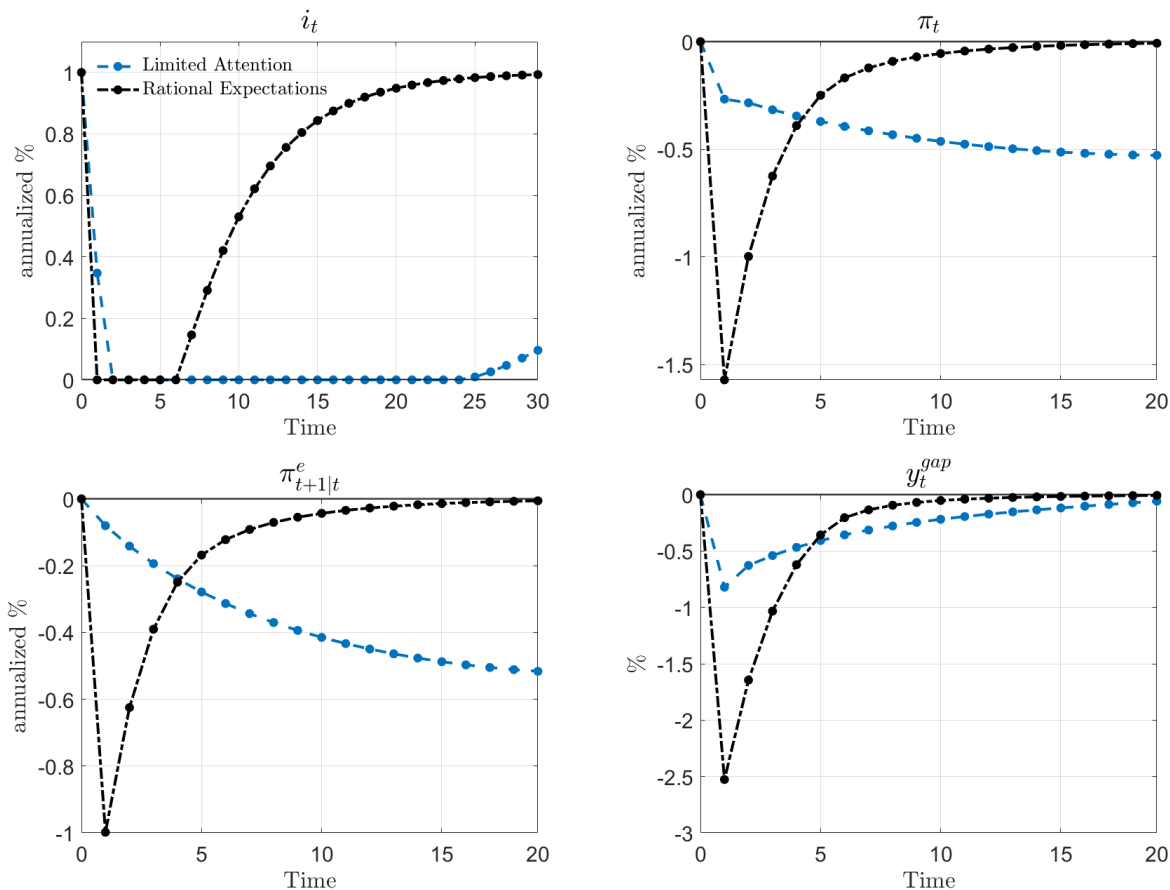 i_t
1
0.8
0.6
0.4
0.2
0
annualized %
Limited Attention
Rational Expectations
0 5 10 15 20 25 30
Time
π_t
0
-0.5
-1
-1.5
annualized %
0 5 10 15 20
Time
π^e_{t+1|t}
0
-0.2
-0.4
-0.6
-0.8
-1
annualized %
0 5 10 15 20
Time
y_t^{gap}
0
-0.5
-1
-1.5
-2
-2.5
-3
%
0 5 10 15 20
Time